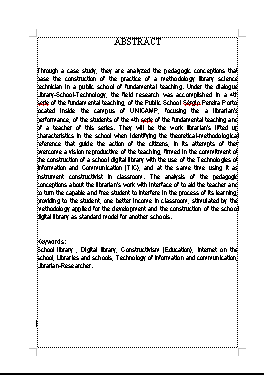 ABSTRACT
Through a case study, they are analyzed the pedagogic conceptions that
base the construction of the practice of a methodology library science
technician in a public school of fundamental teaching. Under the dialogue
Library-School-Technology, the field research was accomplished in a 4th
serie of the fundamental teaching, of the Public School Sérgio Pereira Porto
located inside the campus of UNICAMP, focusing the a librarian's
performance, of students of the 4th serie of the fundamental teaching and
of a teacher of this series. They will be the work librarian's lifted up
characteristics in the school when identifying the theoretical-methodological
reference that guide the action of the citizens, in its attempts of the
overcome a vision reproductive of the teaching, firmed in the commitment of
the construction of a school digital library with the use of the Technologies of
Information and Communication (TIC), and at the same time using it as
instrument constructivist in classroom. The analysis of the pedagogic
conceptions about the librarian's work with interface of to aid the teacher and
to turn the capable and free student to interfere in the process of its learning,
providing to the student, one better income in classroom, stimulated by the
methodology applied for the development and the construction of the school
digital library as standard model for another schools.
Keywords:
School library , Digital library, Constructivism (Education), Internet on the
school, Libraries and schools, Technology of information and communication,
Librarian-Researcher.